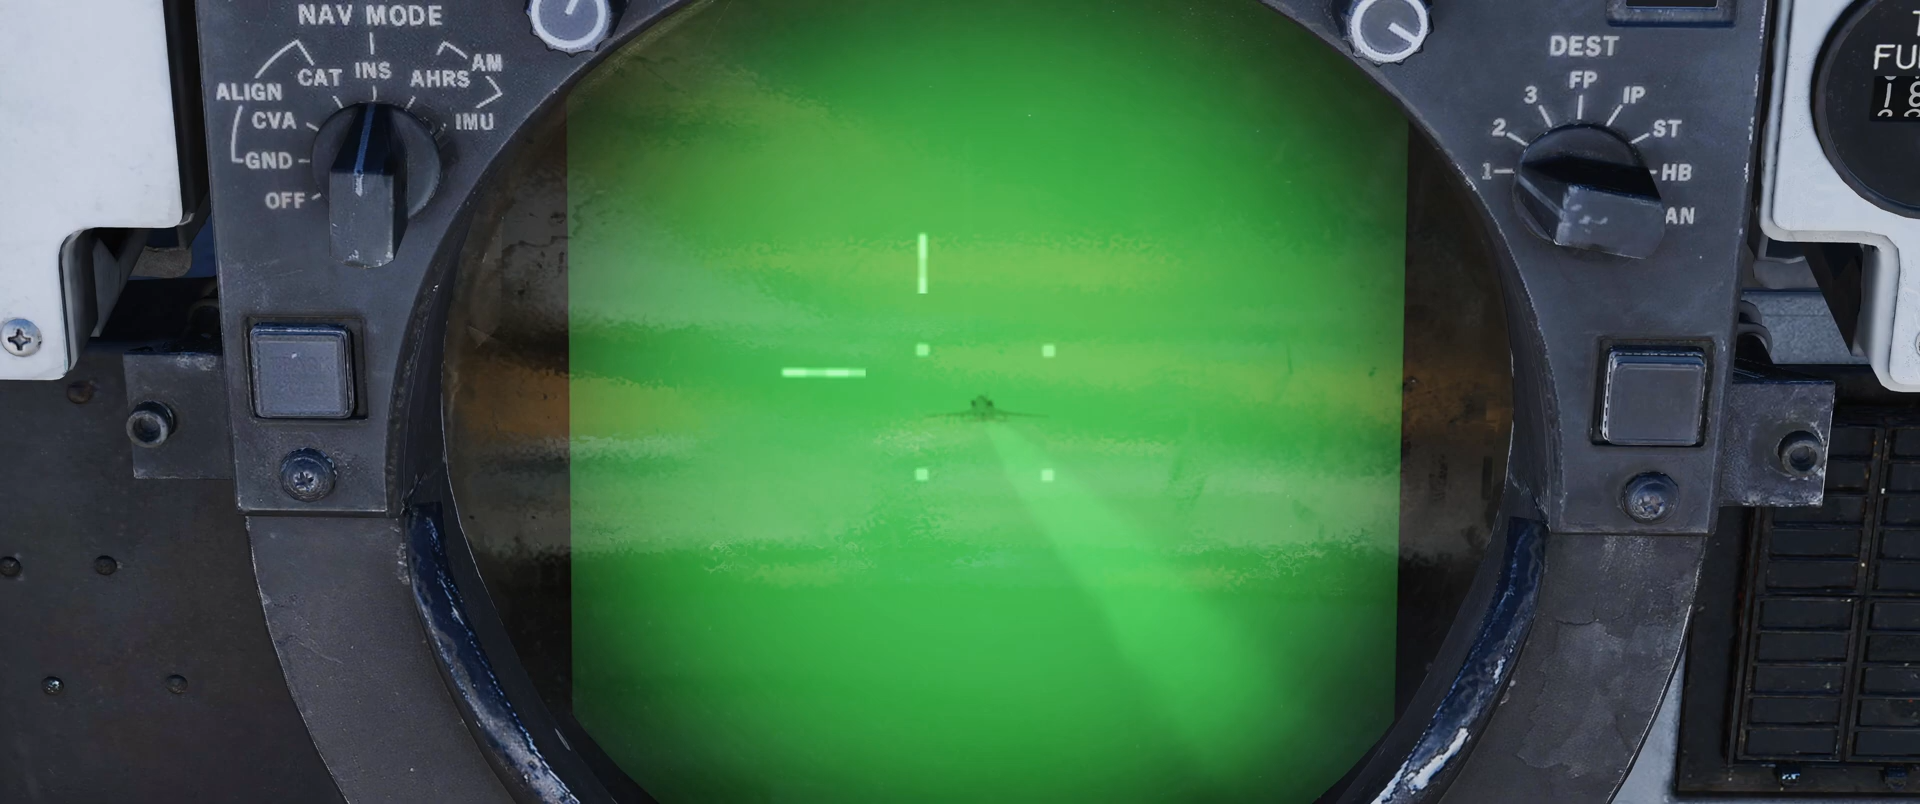 NAV MODE
ALIGN
CAT
INS
AHRS
AM
CVA
IMU
GND
OFF
DEST
FP
3
IP
2
ST
1
HB
AN
FU